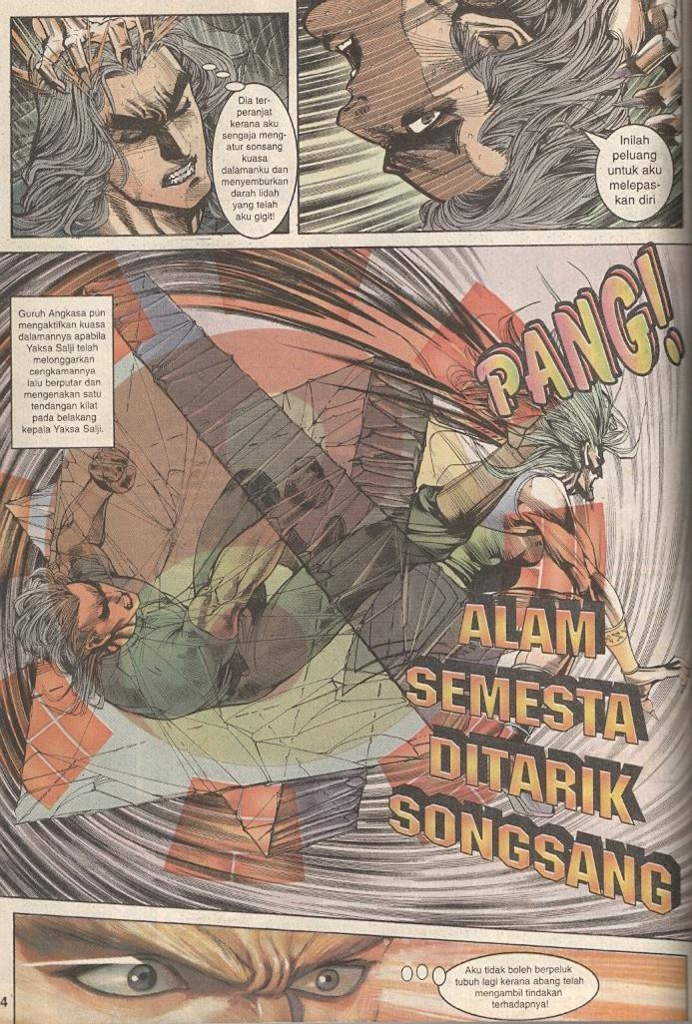 Dia ter-
peranjat
kerana aku
sengaja meng-
atur sonsang
kuasa
dalamanku dan
menyemburkan
darah lidah
yang telah
aku gigit!
Inilah
peluang
untuk aku
melepas-
kan diri
Guruh Angkasa pun
mengaktifkan kuasa
dalamannya apabila
Yaksa Salji telah
melonggarkan
cengkamannya
lalu berputar dan
mengenakan satu
tendangan kilat
pada belakang
kepala Yaksa Salji.
PANG!
ALAM
SEMESTA
DITARIK
SONGSANG
Aku tidak boleh berpeluk
tubuh lagi kerana abang telah
mengambil tindakan
terhadapnya!
4